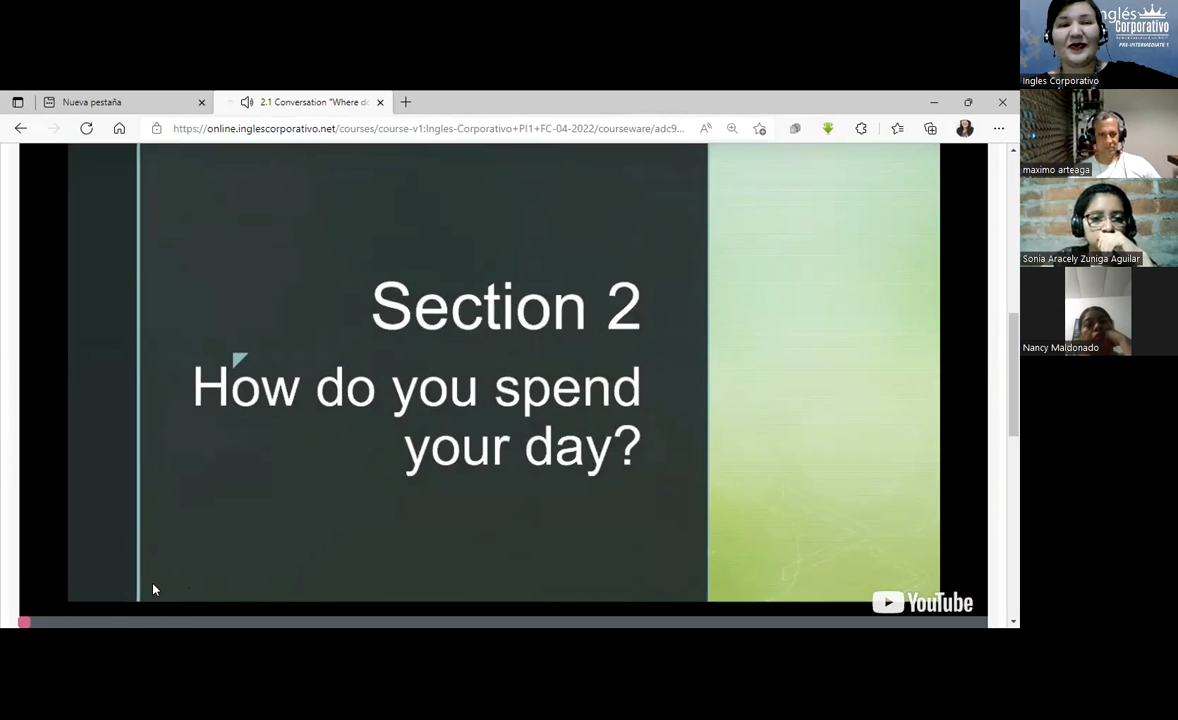 Nueva pestaña
2.1 Conversation "Where do
https://online.inglescorporativo.net/courses/course-v1:Ingles-Corporativo+PI1+FC-04-2022/courseware/adc9...
Section 2
How do you spend
your day?
YouTube
nglés
Corporativo
PRE-INTERMEDIATE 1
Ingles Corporativo
maximo arteaga
Sonia Aracely Zuniga Aguilar
Nancy Maldonado